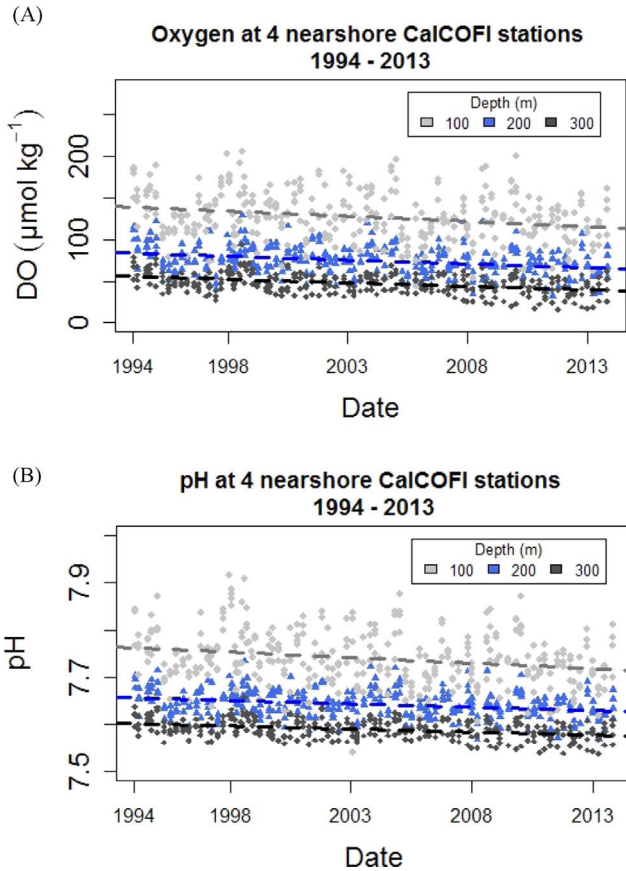 (A)
Oxygen at 4 nearshore CalCOFI stations
1994 - 2013
Depth (m)
100 200 300
DO (μmol kg⁻¹)
200
100
50
0
1994 1998 2003 2008 2013
Date
(B)
pH at 4 nearshore CalCOFI stations
1994 - 2013
Depth (m)
100 200 300
pH
7.9
7.7
7.5
1994 1998 2003 2008 2013
Date